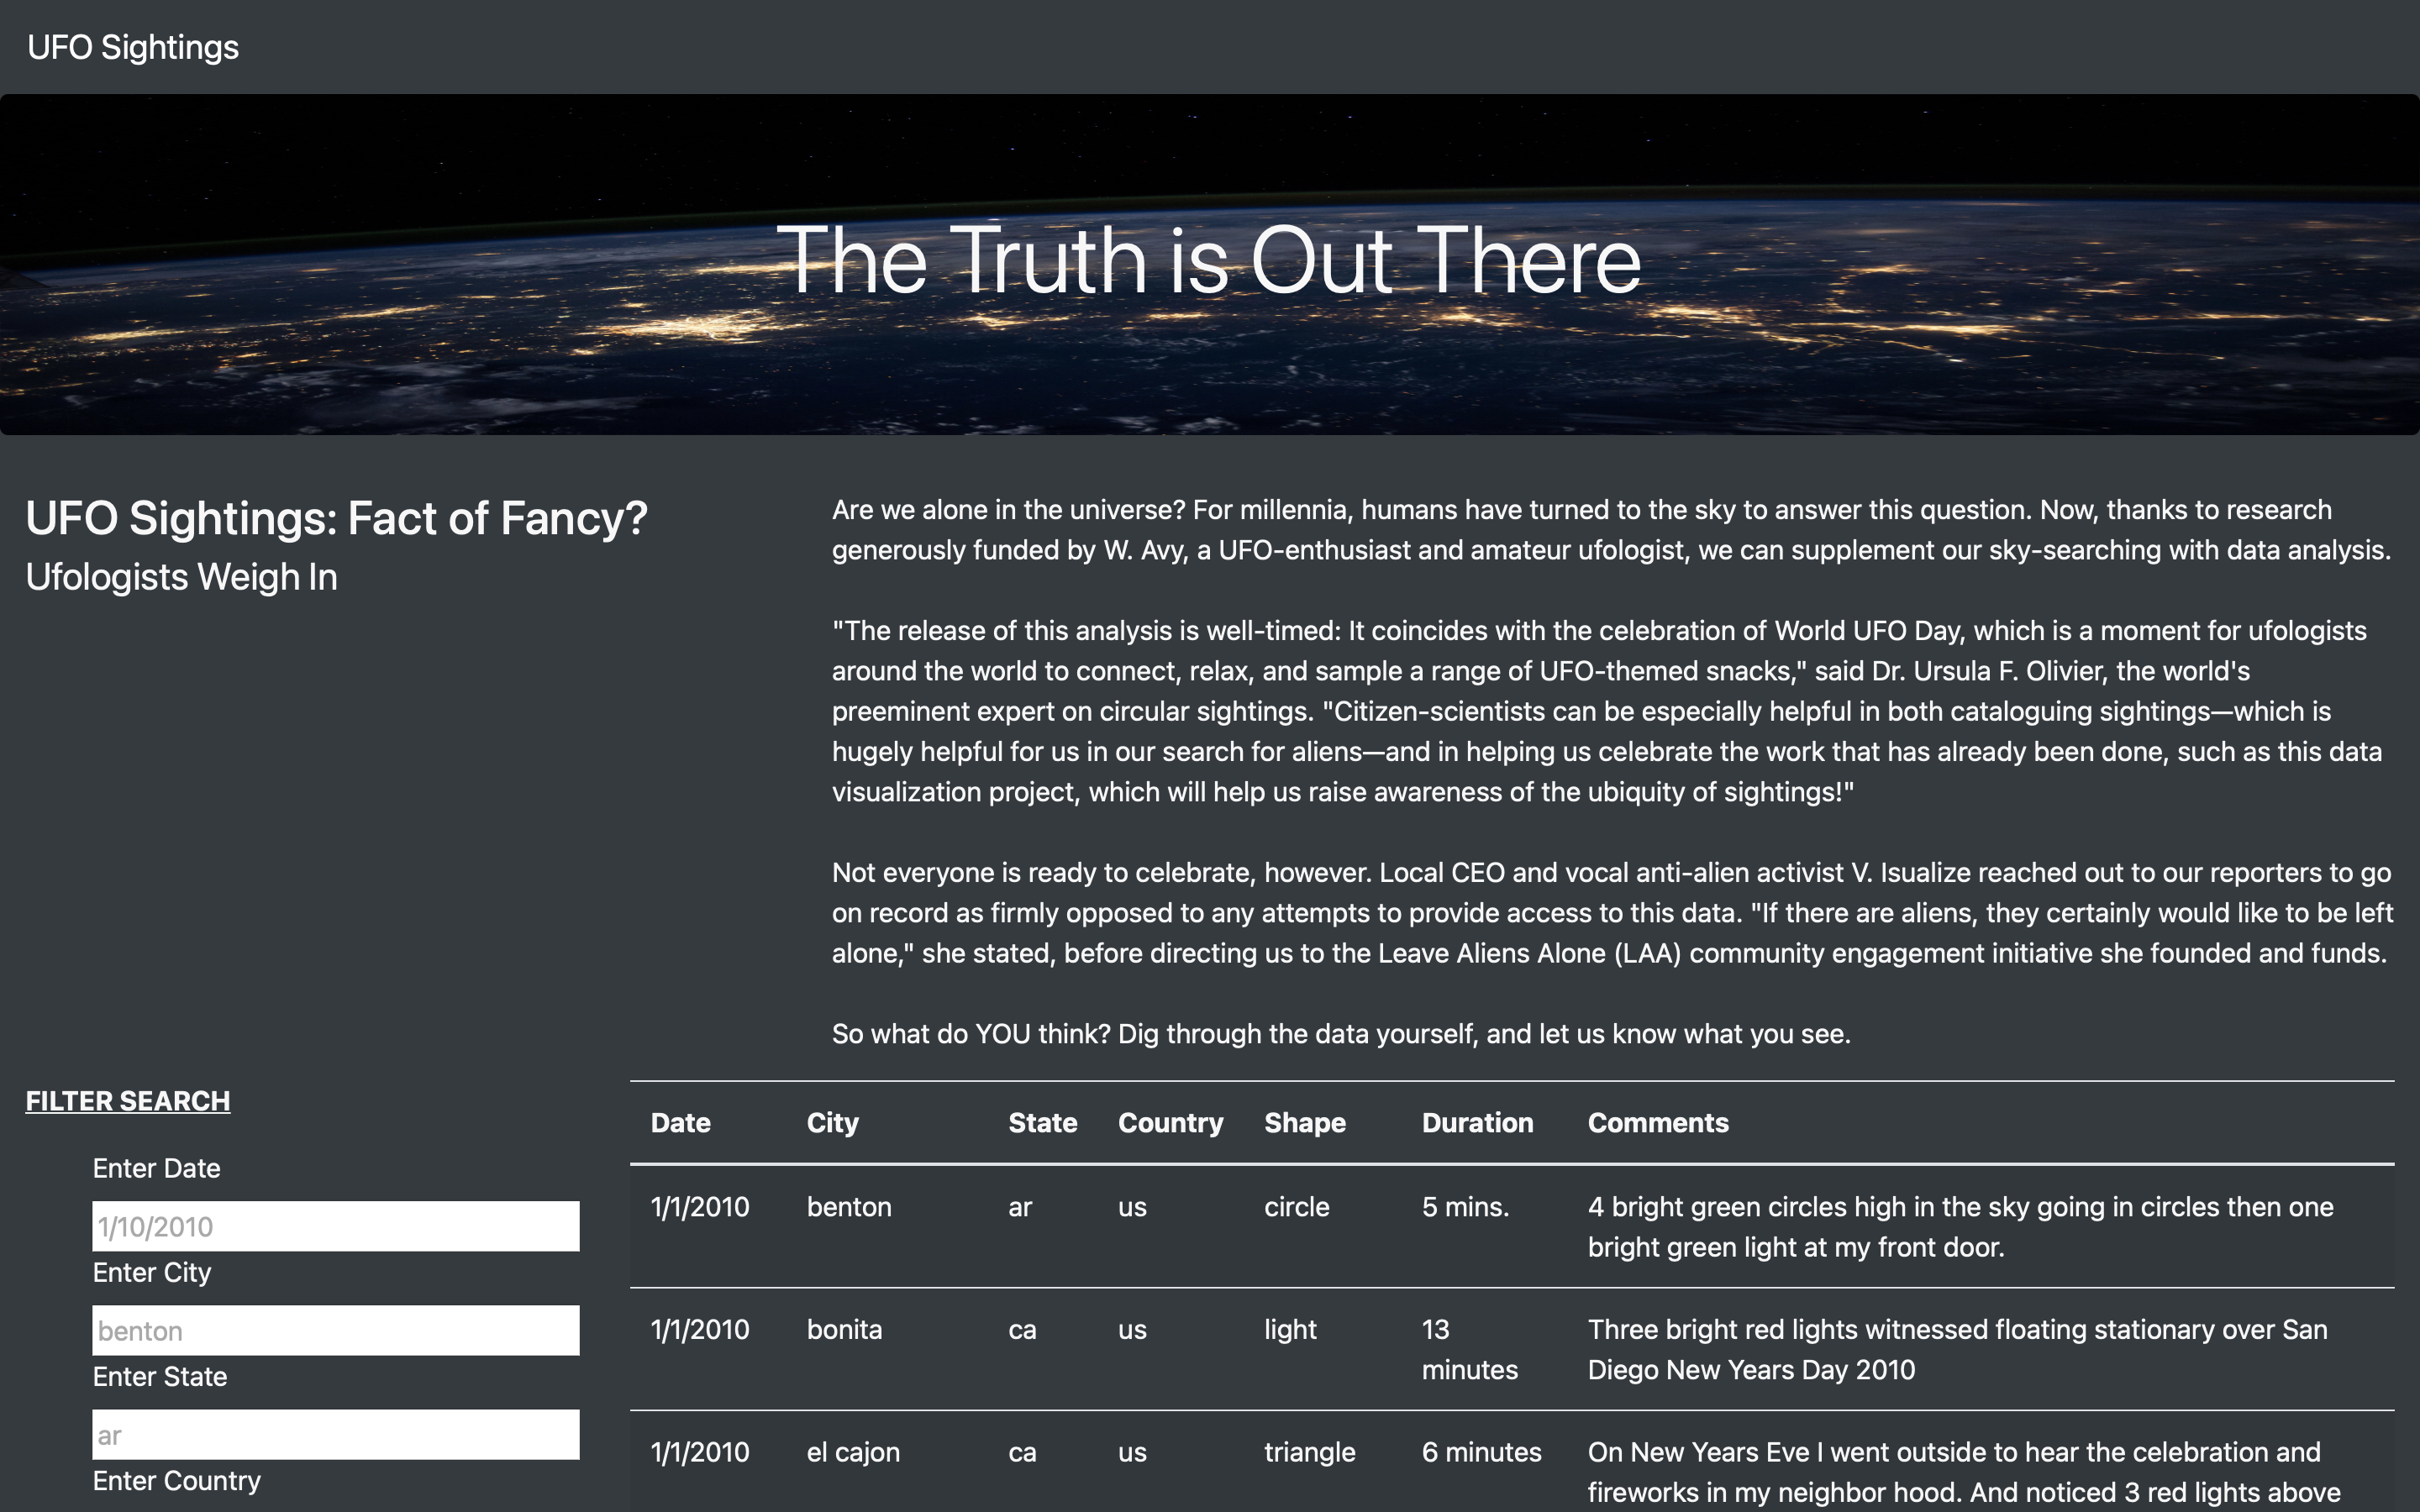 UFO Sightings
The Truth is Out There
UFO Sightings: Fact of Fancy?
Ufologists Weigh In
Are we alone in the universe? For millennia, humans have turned to the sky to answer this question. Now, thanks to research
generously funded by W. Avy, a UFO-enthusiast and amateur ufologist, we can supplement our sky-searching with data analysis.
"The release of this analysis is well-timed: It coincides with the celebration of World UFO Day, which is a moment for ufologists
around the world to connect, relax, and sample a range of UFO-themed snacks," said Dr. Ursula F. Olivier, the world's
preeminent expert on circular sightings. "Citizen-scientists can be especially helpful in both cataloguing sightings—which is
hugely helpful for us in our search for aliens—and in helping us celebrate the work that has already been done, such as this data
visualization project, which will help us raise awareness of the ubiquity of sightings!"
Not everyone is ready to celebrate, however. Local CEO and vocal anti-alien activist V. Isualize reached out to our reporters to go
on record as firmly opposed to any attempts to provide access to this data. "If there are aliens, they certainly would like to be left
alone," she stated, before directing us to the Leave Aliens Alone (LAA) community engagement initiative she founded and funds.
So what do YOU think? Dig through the data yourself, and let us know what you see.
FILTER SEARCH
Enter Date
1/10/2010
Enter City
benton
Enter State
ar
Enter Country
Date City State Country Shape Duration Comments
1/1/2010 benton ar us circle 5 mins. 4 bright green circles high in the sky going in circles then one
bright green light at my front door.
1/1/2010 bonita ca us light 13 Three bright red lights witnessed floating stationary over San
minutes Diego New Years Day 2010
1/1/2010 el cajon ca us triangle 6 minutes On New Years Eve I went outside to hear the celebration and
fireworks in my neighbor hood. And noticed 3 red lights above